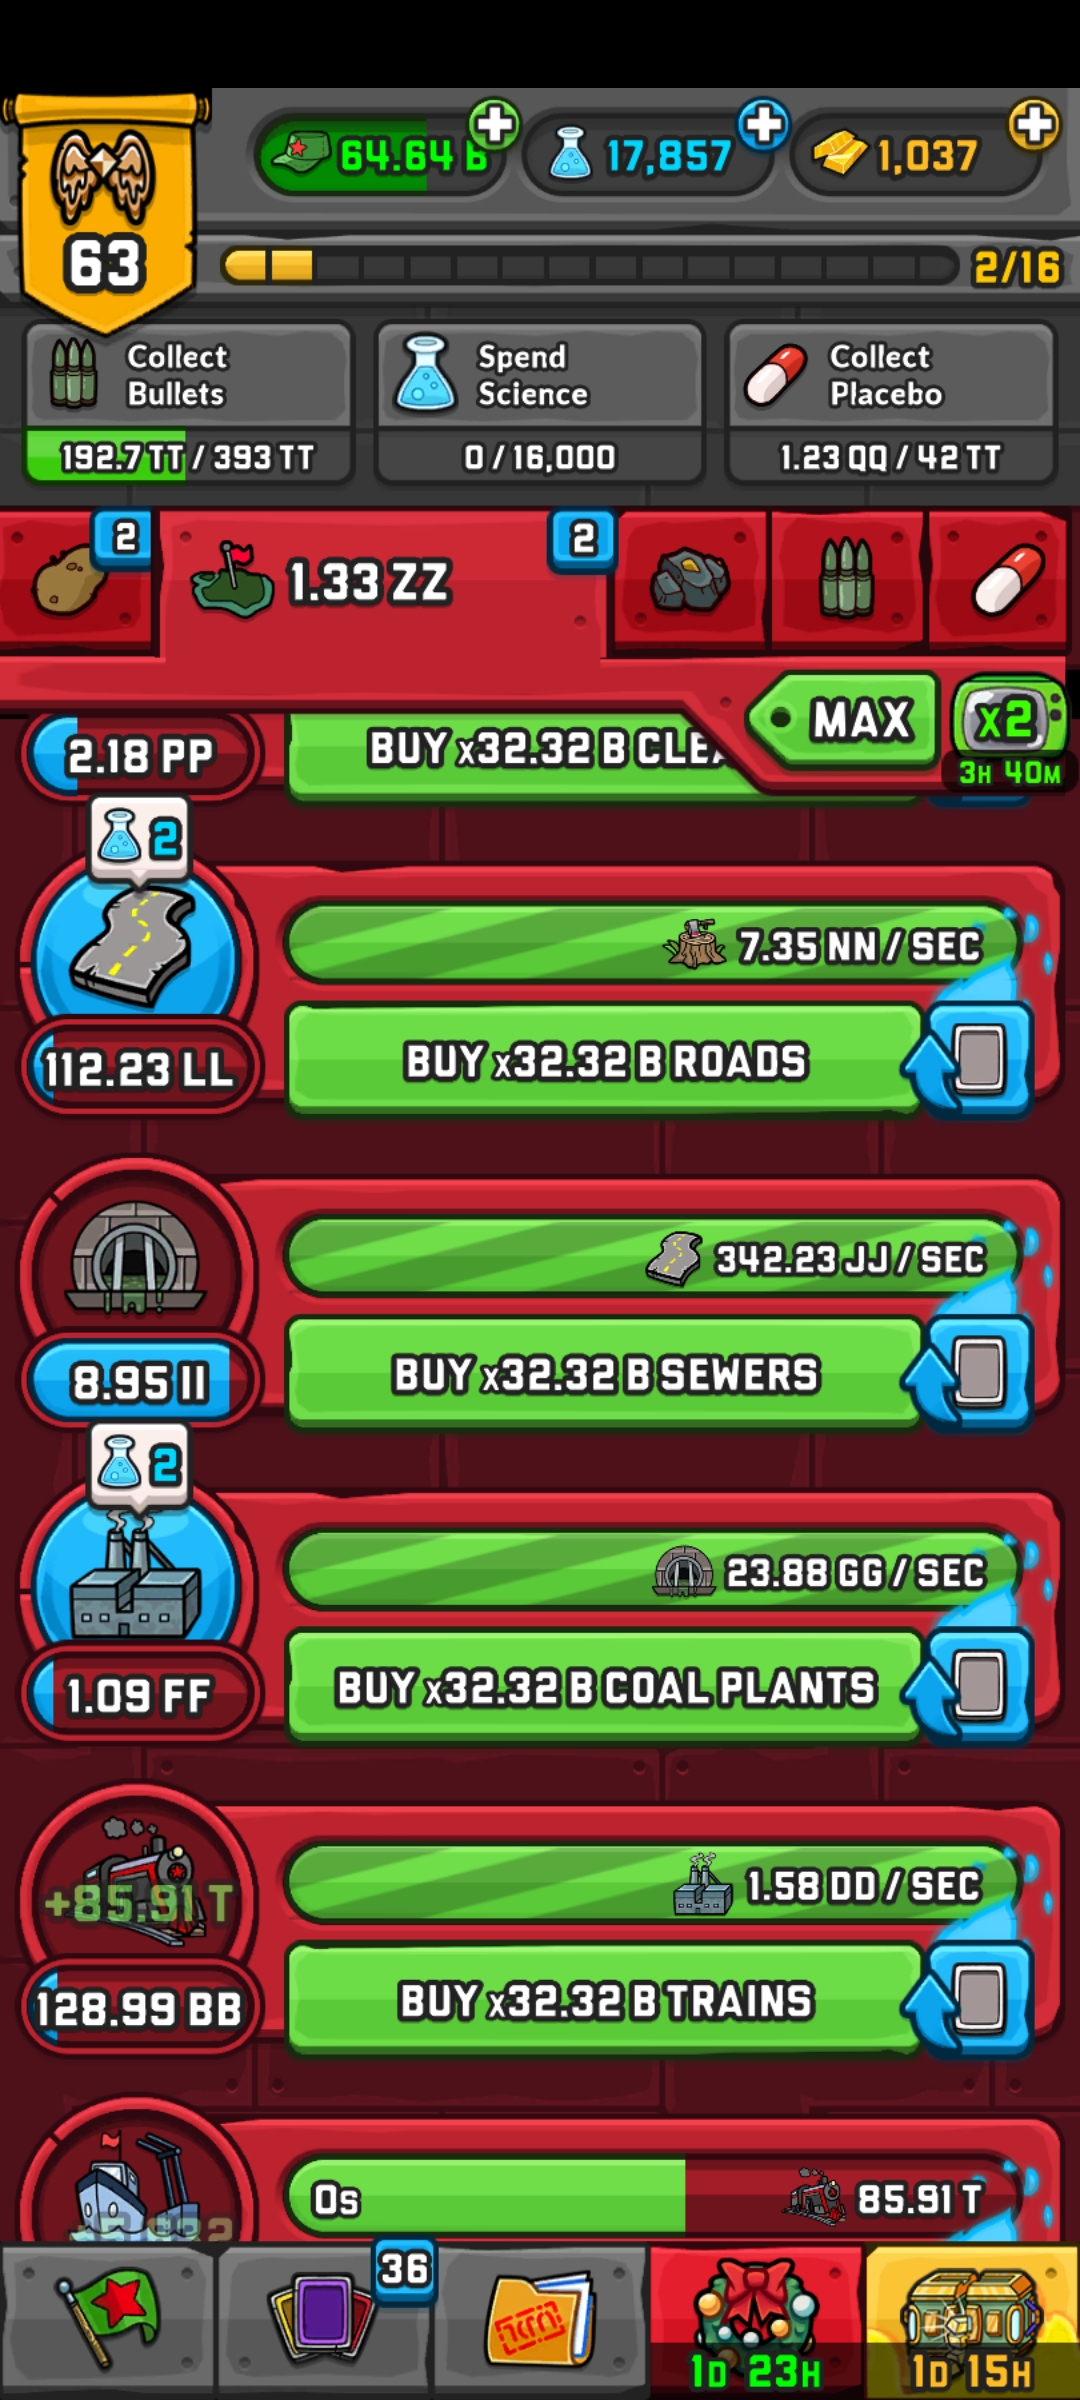 64.64 B
17,857
1,037
63
2/16
Collect
Bullets
192.7 TT / 393 TT
Spend
Science
0 / 16,000
Collect
Placebo
1.23 QQ / 42 TT
2
1.33 ZZ
2
MAX
x2
3H 40M
2.18 PP
BUY x32.32 B
2
7.35 NN / SEC
112.23 LL
BUY x32.32 B ROADS
342.23 JJ / SEC
8.95 II
BUY x32.32 B SEWERS
2
23.88 GG / SEC
1.09 FF
BUY x32.32 B COAL PLANTS
+85.91 T
1.58 DD / SEC
128.99 BB
BUY x32.32 B TRAINS
0s
85.91 T
36
1D 23H
1D 15H